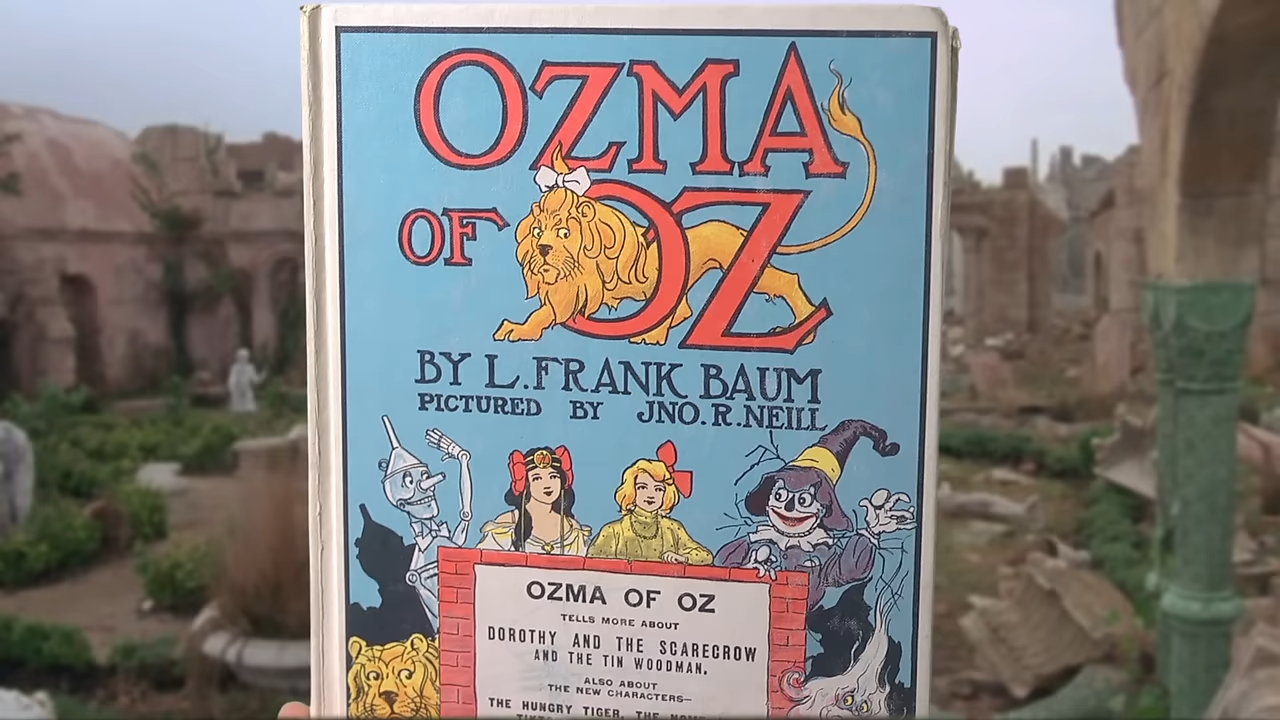 OZMA
OF OZ
BY L. FRANK BAUM
PICTURED BY JNO. R. NEILL
OZMA OF OZ
TELLS MORE ABOUT
DOROTHY AND THE SCARECROW
AND THE TIN WOODMAN.
ALSO ABOUT
THE NEW CHARACTERS—
THE HUNGRY TIGER, THE